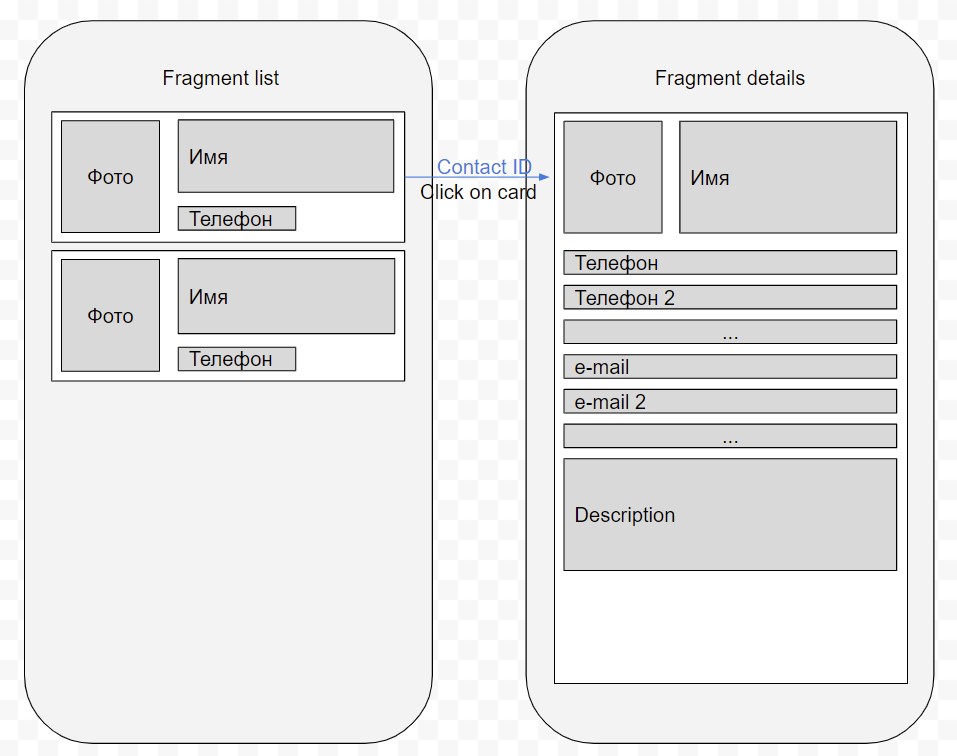 Fragment list
Фото
Имя
Телефон
Фото
Имя
Телефон
Contact ID
Click on card
Fragment details
Фото
Имя
Телефон
Телефон 2
...
e-mail
e-mail 2
...
Description